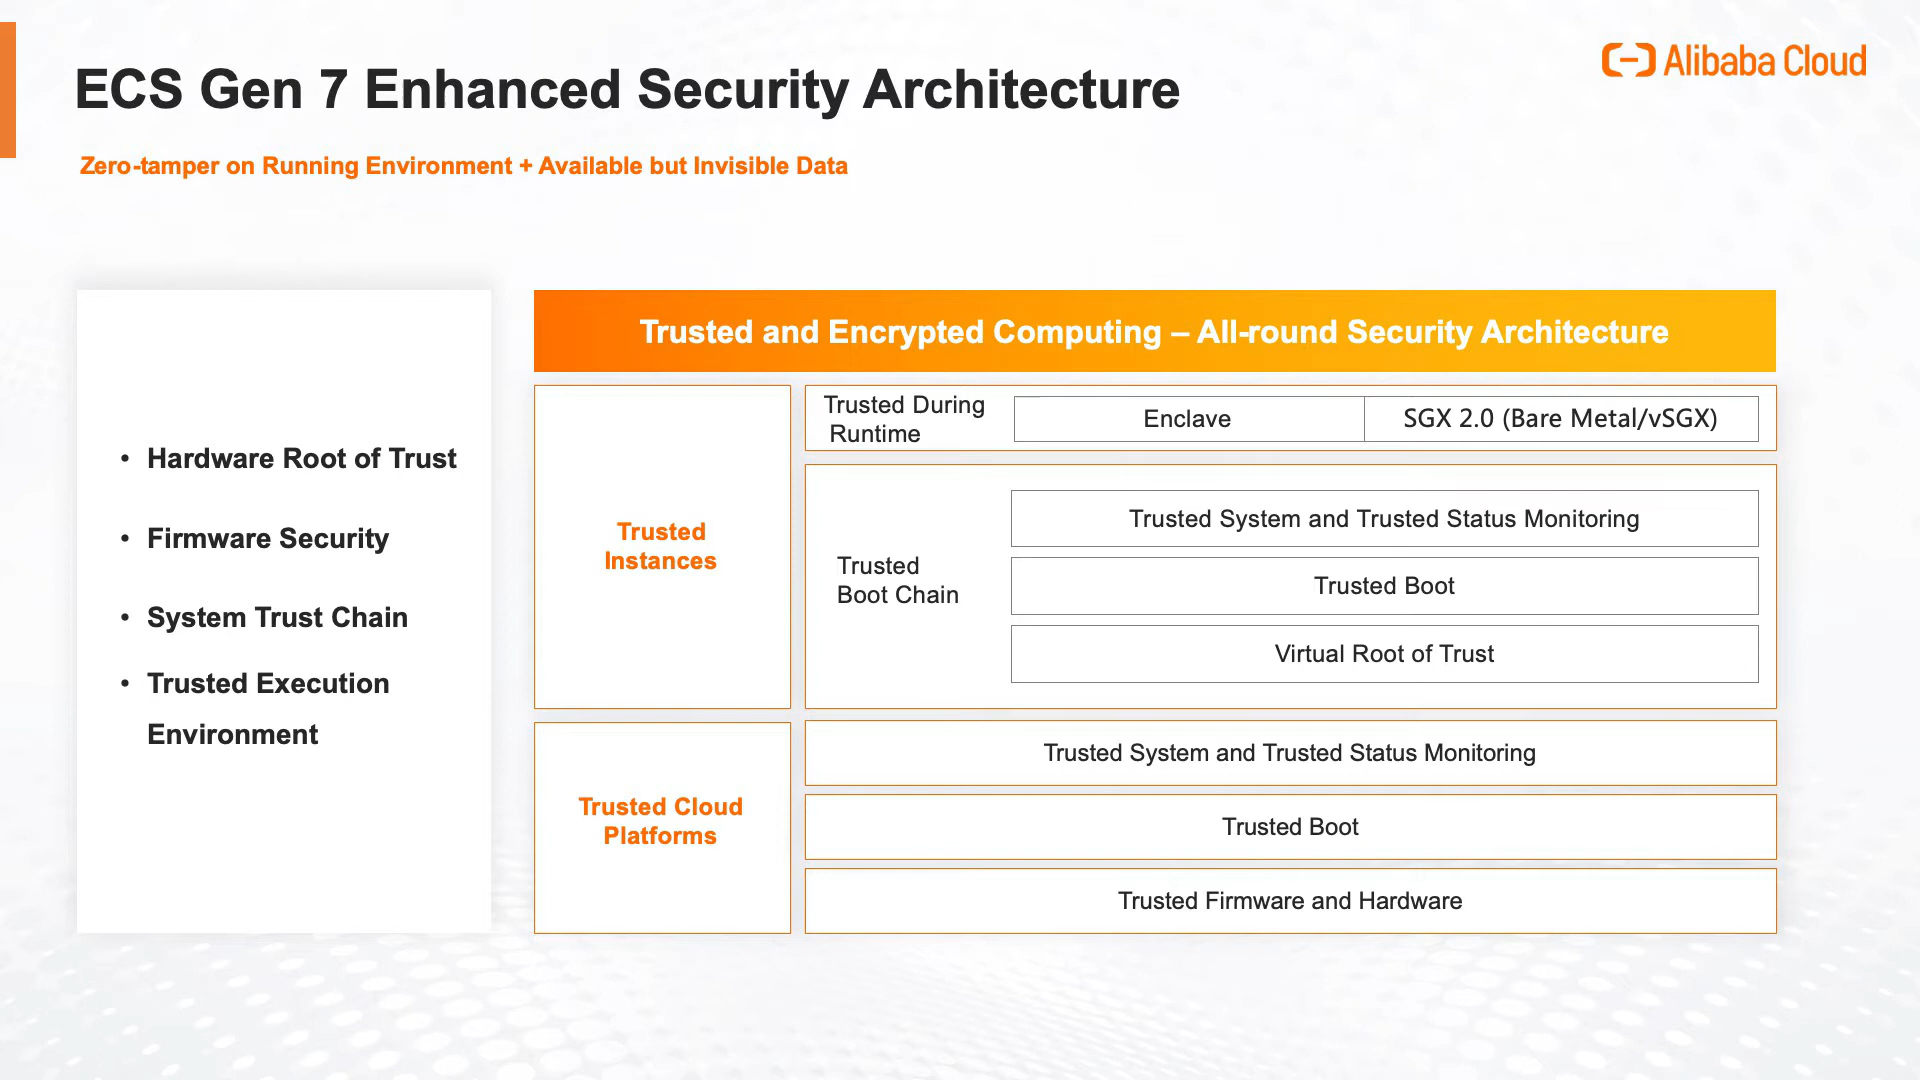 ECS Gen 7 Enhanced Security Architecture
Alibaba Cloud
Zero-tamper on Running Environment + Available but Invisible Data
• Hardware Root of Trust
• Firmware Security
• System Trust Chain
• Trusted Execution
Environment
Trusted and Encrypted Computing – All-round Security Architecture
Trusted
Instances
Trusted During
Runtime
Enclave
SGX 2.0 (Bare Metal/vSGX)
Trusted
Boot Chain
Trusted System and Trusted Status Monitoring
Trusted Boot
Virtual Root of Trust
Trusted Cloud
Platforms
Trusted System and Trusted Status Monitoring
Trusted Boot
Trusted Firmware and Hardware